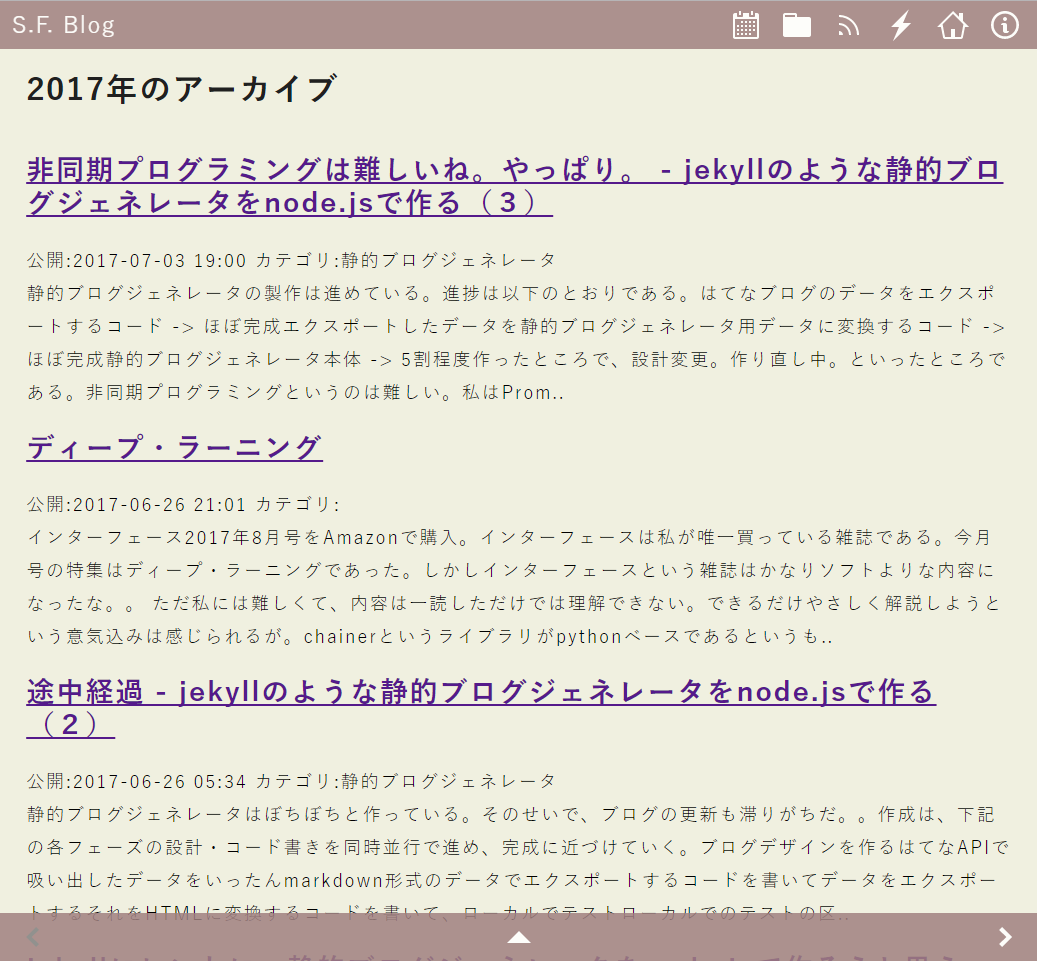 S.F. Blog
2017年のアーカイブ
非同期プログラミングは難しいね。やっぱり。 - jekyllのような静的ブロ
グジェネレータをnode.jsで作る（３）
公開:2017-07-03 19:00 カテゴリ:静的ブログジェネレータ
静的ブログジェネレータの製作は進めている。進捗は以下のとおりである。はてなブログのデータをエクスポ
ートするコード -> ほぼ完成エクスポートしたデータを静的ブログジェネレータ用データに変換するコード ->
ほぼ完成静的ブログジェネレータ本体 -> 5割程度作ったところで、設計変更。作り直し中。といったところで
ある。非同期プログラミングというのは難しい。私はProm..
ディープ・ラーニング
公開:2017-06-26 21:01 カテゴリ:
インターフェース2017年8月号をAmazonで購入。インターフェースは私が唯一買っている雑誌である。今月
号の特集はディープ・ラーニングであった。しかしインターフェースという雑誌はかなりソフトよりな内容に
なったな。。 ただ私には難しくて、内容は一読しただけでは理解できない。できるだけやさしく解説しようと
いう意気込みは感じられるが。chainerというライブラリがpythonベースであるというも..
途中経過 - jekyllのような静的ブログジェネレータをnode.jsで作る
（２）
公開:2017-06-26 05:34 カテゴリ:静的ブログジェネレータ
静的ブログジェネレータはぼちぼちと作っている。そのせいで、ブログの更新も滞りがちだ。。作成は、下記
の各フェーズの設計・コード書きを同時並行で進め、完成に近づけていく。ブログデザインを作るはてなAPIで
吸い出したデータをいったんmarkdown形式のデータでエクスポートするコードを書いてデータをエクスポー
トするそれをHTMLに変換するコードを書いて、ローカルでテストローカルでのテストの区..